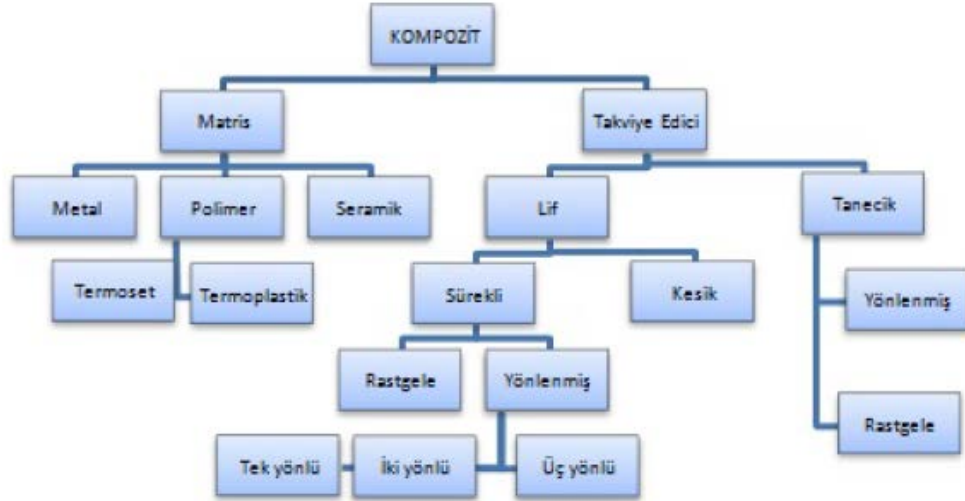 KOMPOZİT
Matris
Takviye Edici
Metal
Polimer
Seramik
Lif
Tanecik
Termoset
Termoplastik
Sürekli
Kesik
Yönlenmiş
Rastgele
Yönlenmiş
Rastgele
Tek yönlü
İki yönlü
Üç yönlü